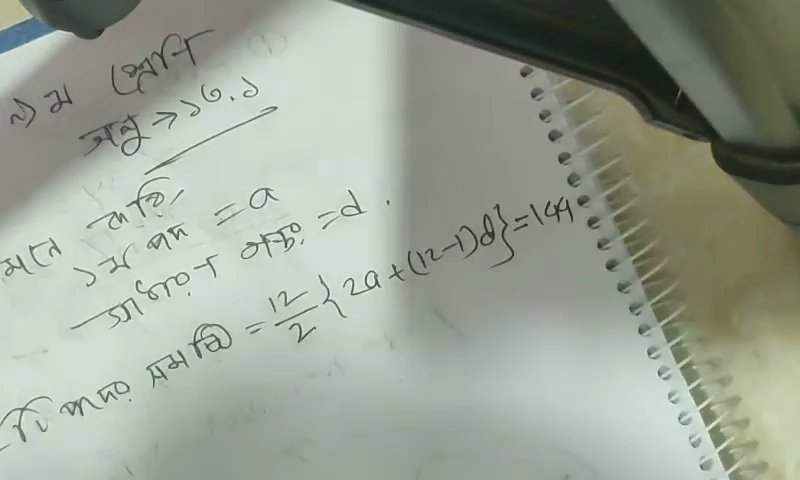 ৯ম শ্রেণি
অনু → ১৩.১
মনে করি,
১ম পদ = a
সাধারণ অন্তর = d.
টি পদের সমষ্টি = 12/2 {2a + (12-1)d} = 144